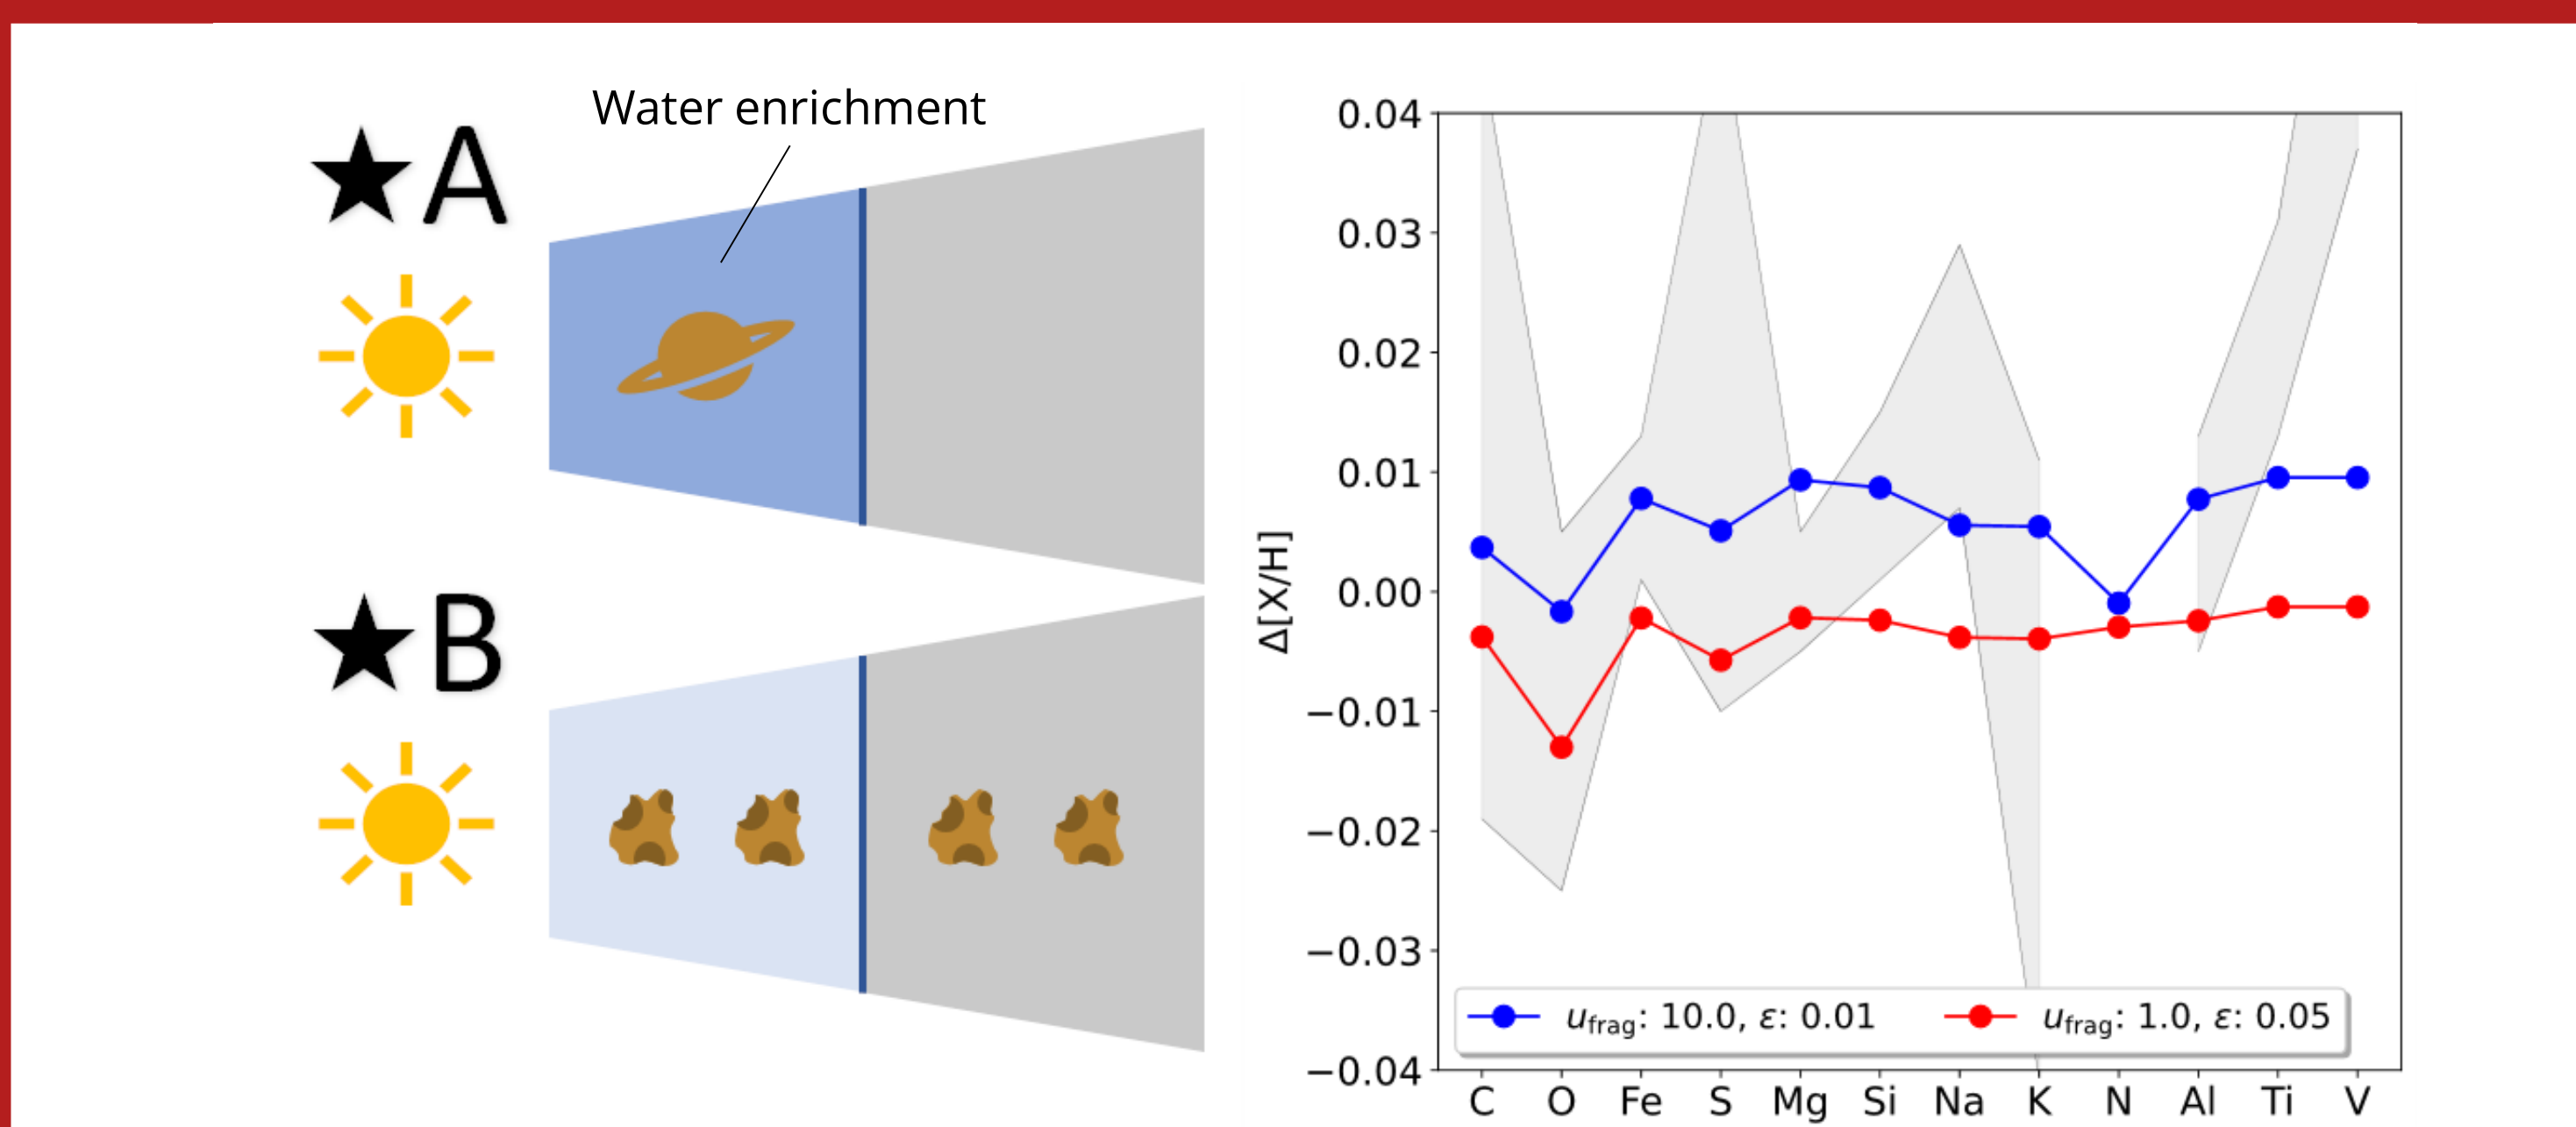 Water enrichment
★A
★B
Δ[X/H]
0.04
0.03
0.02
0.01
0.00
−0.01
−0.02
−0.03
−0.04
u_frag: 10.0, ε: 0.01
u_frag: 1.0, ε: 0.05
C O Fe S Mg Si Na K N Al Ti V